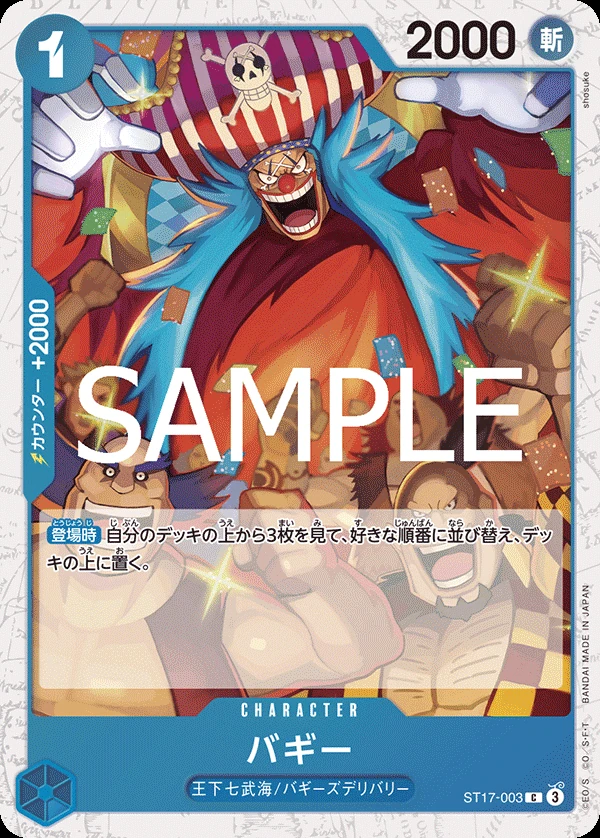 1
2000
斬
shosuke
カウンター +2000
SAMPLE
登場時 自分のデッキの上から3枚を見て、好きな順番に並び替え、デッ
キの上に置く。
CHARACTER
バギー
王下七武海/バギーズデリバリー
ST17-003 C 3
©E.O/S. ©O/S・F・T BANDAI MADE IN JAPAN